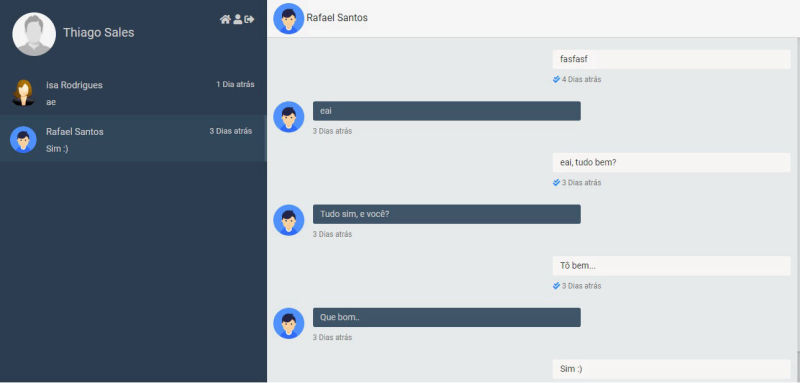 Thiago Sales
Isa Rodrigues
1 Dia atrás
ae
Rafael Santos
3 Dias atrás
Sim :)
Rafael Santos
fasfasf
4 Dias atrás
eai
3 Dias atrás
eai, tudo bem?
3 Dias atrás
Tudo sim, e você?
3 Dias atrás
Tô bem...
3 Dias atrás
Que bom..
3 Dias atrás
Sim :)